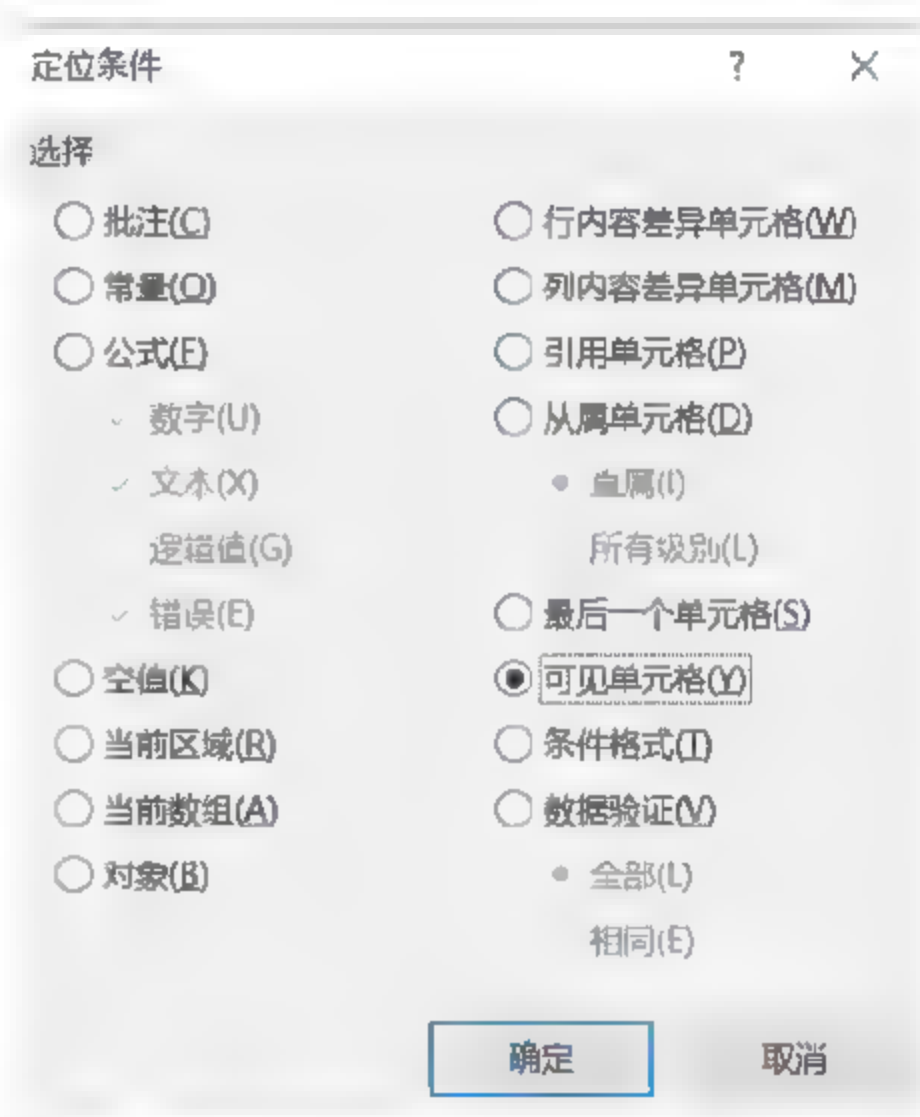 定位条件
?
选择
批注(C)
常量(O)
公式(F)
数字(U)
文本(X)
逻辑值(G)
错误(E)
空值(K)
当前区域(R)
当前数组(A)
对象(B)
行内容差异单元格(W)
列内容差异单元格(M)
引用单元格(P)
从属单元格(D)
直属(I)
所有级别(L)
最后一个单元格(S)
可见单元格(Y)
条件格式(T)
数据验证(V)
全部(L)
相同(E)
确定
取消